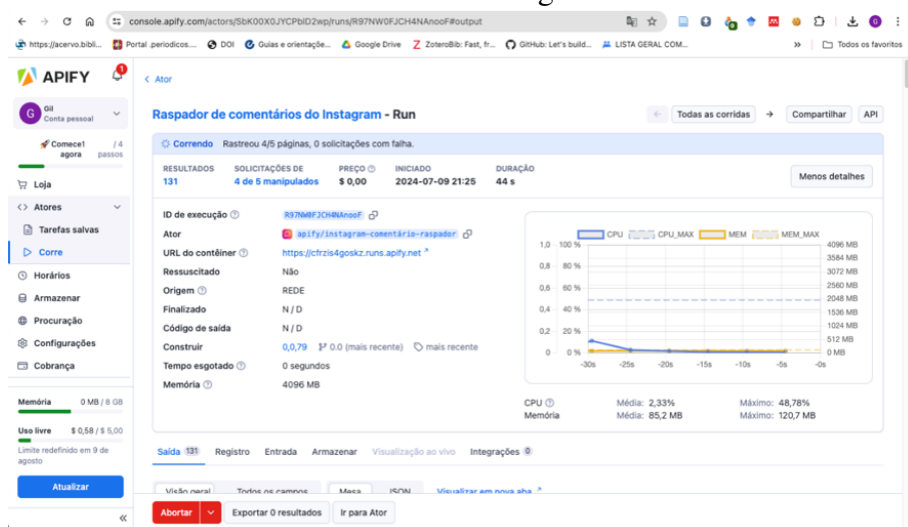 console.apify.com/actors/SbK00X0JYCPbID2wp/runs/R97NW0FJCH4NAnooF#output
https://acervo.bibli... Portal .periodicos.... DOI Guias e orientaçõe... Google Drive ZoteroBib: Fast, fr... GitHub: Let's build... LISTA GERAL COM... » Todos os favoritos
APIFY
Gil
Conta pessoal
Comece1 / 4
agora passos
Loja
Atores
Tarefas salvas
Corre
Horários
Armazenar
Procuração
Configurações
Cobrança
Memória 0 MB / 8 GB
Uso livre $ 0,58 / $ 5,00
Limite redefinido em 9 de
agosto
Atualizar
«
< Ator
Raspador de comentários do Instagram - Run
Todas as corridas
Compartilhar
API
Correndo Rastreou 4/5 páginas, 0 solicitações com falha.
RESULTADOS SOLICITAÇÕES DE PREÇO INICIADO DURAÇÃO
131 4 de 5 manipulados $ 0,00 2024-07-09 21:25 44 s
Menos detalhes
ID de execução R97NW0FJCH4NAnooF
Ator apify/instagram-comentário-raspador
URL do contêiner https://cfrzis4goskz.runs.apify.net
Ressuscitado Não
Origem REDE
Finalizado N / D
Código de saída N / D
Construir 0,0,79 0.0 (mais recente) mais recente
Tempo esgotado 0 segundos
Memória 4096 MB
CPU CPU_MAX MEM MEM_MAX
1,0 100 % 4096 MB
3584 MB
0,8 80 % 3072 MB
0,6 60 % 2560 MB
2048 MB
0,4 40 % 1536 MB
0,2 20 % 1024 MB
512 MB
0 0 % 0 MB
-30s -25s -20s -15s -10s -5s -0s
CPU Média: 2,33% Máximo: 48,78%
Memória Média: 85,2 MB Máximo: 120,7 MB
Saída 131 Registro Entrada Armazenar Visualização ao vivo Integrações 0
Visão geral Todos os campos Mesa JSON Visualizar em nova aba
Abortar Exportar 0 resultados Ir para Ator